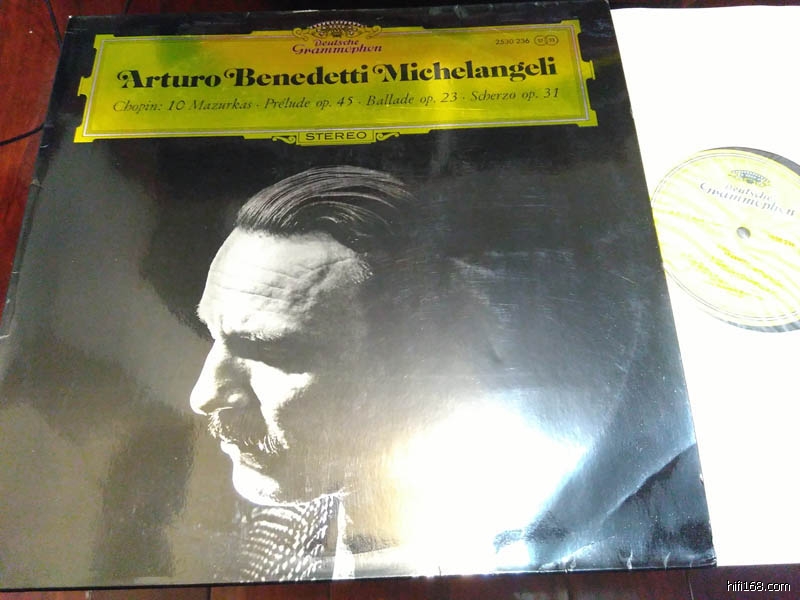 Deutsche
Grammophon
2530 236
Arturo Benedetti Michelangeli
Chopin: 10 Mazurkas · Prélude op. 45 · Ballade op. 23 · Scherzo op. 31
STEREO
Deutsche
Grammophon
hifi168.com